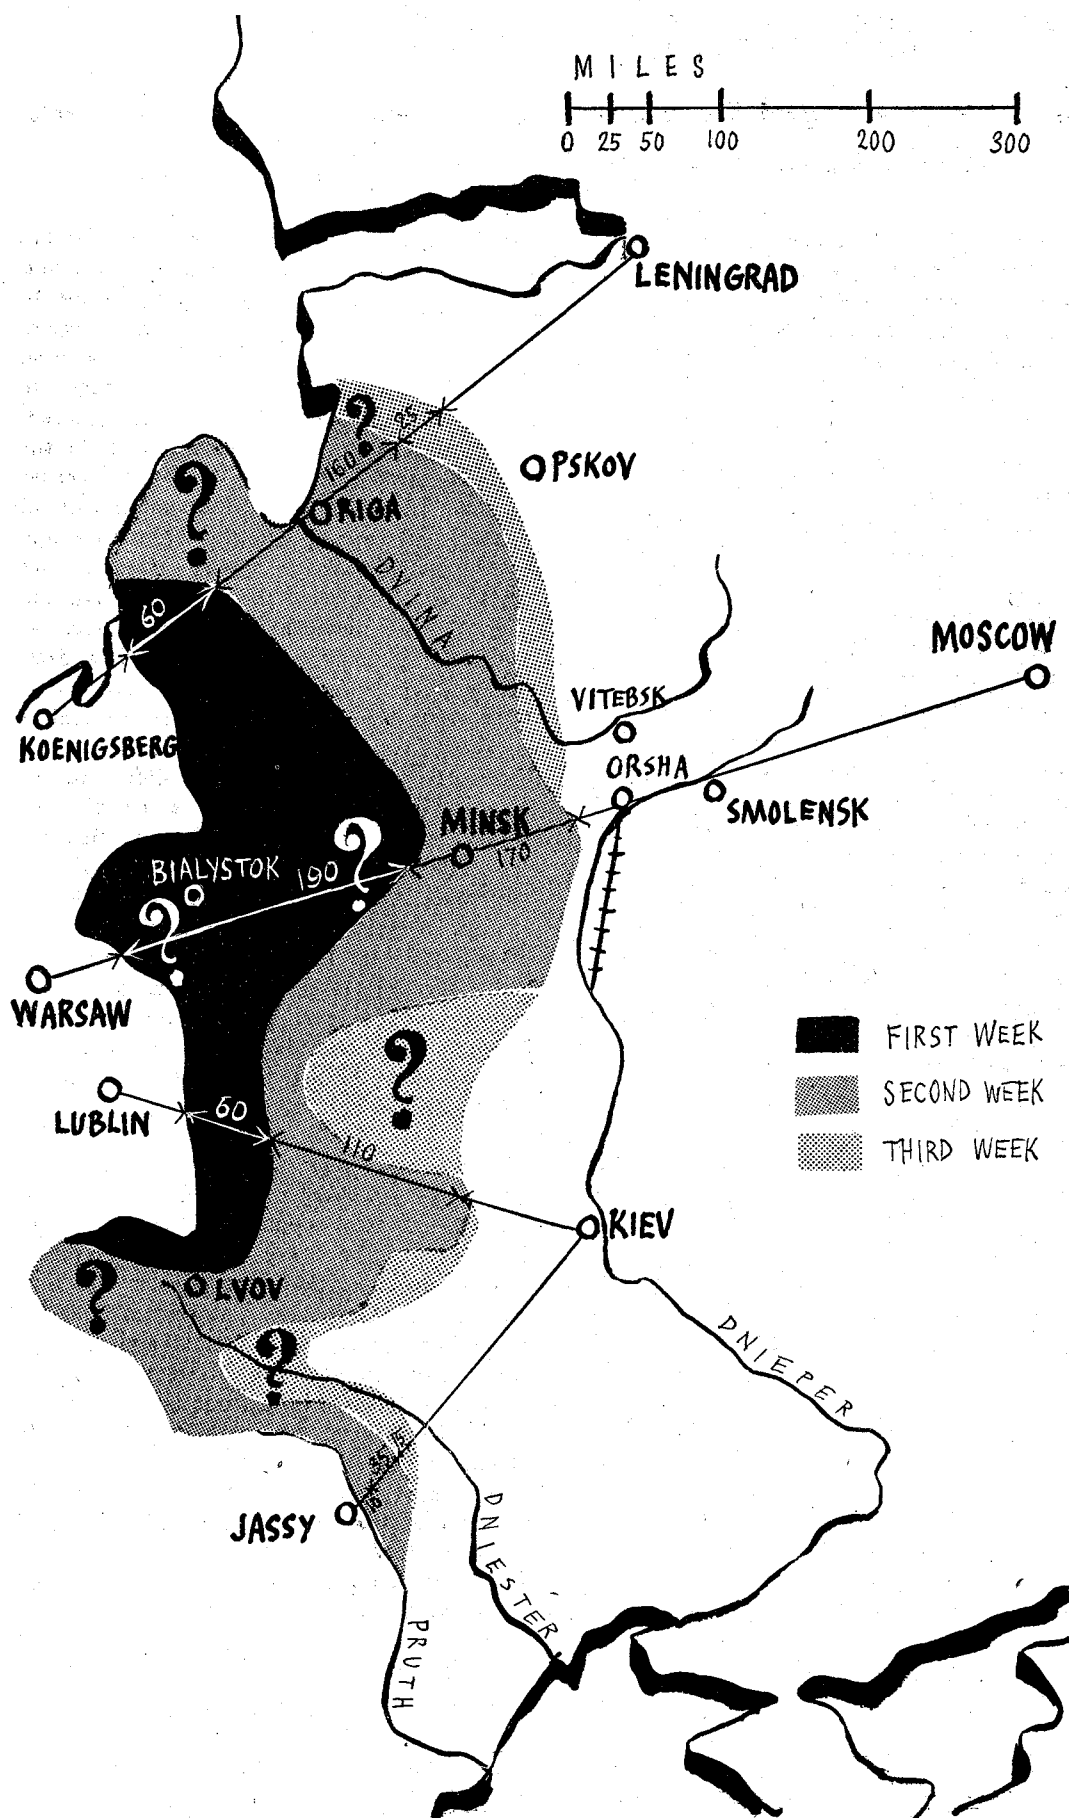 MILES
0 25 50 100 200 300
LENINGRAD
?
25
PSKOV
160
?
RIGA
DVINA
60
MOSCOW
VITEBSK
KOENIGSBERG
ORSHA
SMOLENSK
MINSK
?
170
BIALYSTOK
190
?
WARSAW
FIRST WEEK
?
SECOND WEEK
LUBLIN
60
THIRD WEEK
110
KIEV
?
LVOV
DNIEPER
?
15
35
JASSY
DNIESTER
PRUTH